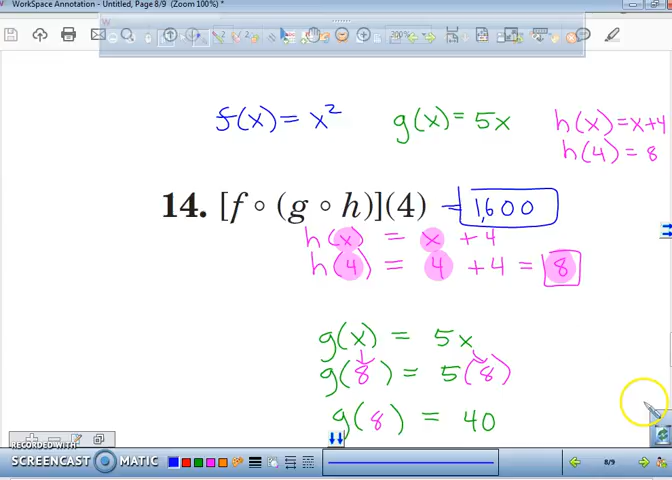 WorkSpace Annotation - Untitled, Page 8/9 (Zoom 100%) *
300%
f(x) = x² g(x) = 5x h(x) = x+4
h(4) = 8
14. [f ∘ (g ∘ h)](4) = 1,600
h(x) = x + 4
h(4) = 4 + 4 = 8
g(x) = 5x
g(8) = 5(8)
g(8) = 40
RECORDED WITH
SCREENCAST MATIC
8/9